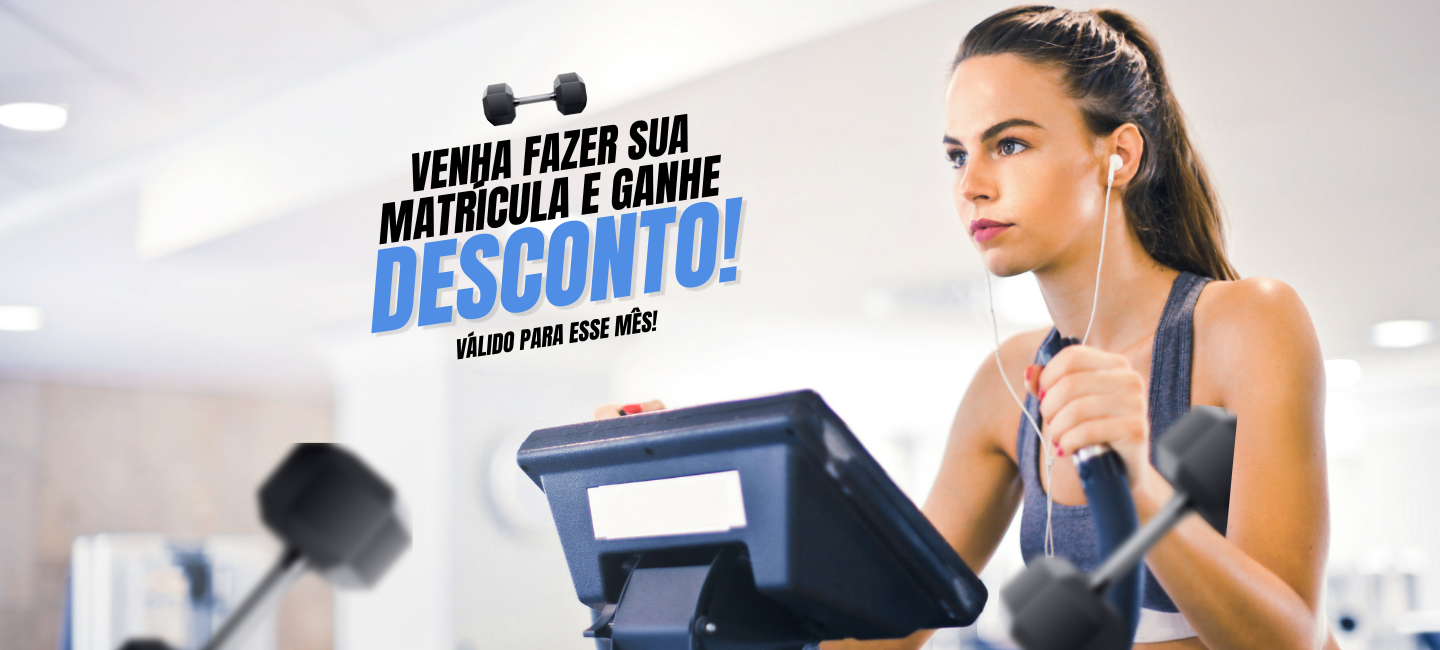 VENHA FAZER SUA
MATRÍCULA E GANHE
DESCONTO!
VÁLIDO PARA ESSE MÊS!